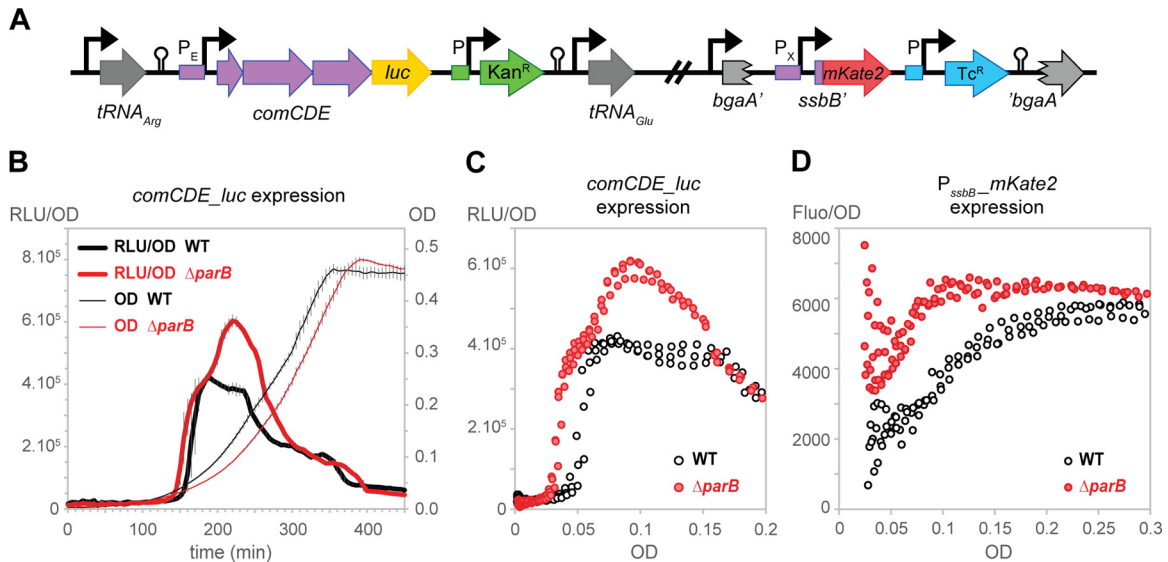 A
P_E
luc
P
Kan^R
P_X
mKate2
P
Tc^R
tRNA_Arg
comCDE
tRNA_Glu
bgaA'
ssbB'
'bgaA
B
comCDE_luc expression
RLU/OD
OD
RLU/OD WT
RLU/OD ΔparB
OD WT
OD ΔparB
8.10^5
6.10^5
4.10^5
2.10^5
0
0.5
0.4
0.3
0.2
0.1
0.0
0 100 200 300 400
time (min)
C
comCDE_luc
expression
RLU/OD
6.10^5
4.10^5
2.10^5
0
WT
ΔparB
0 0.05 0.1 0.15 0.2
OD
D
P_ssbB_mKate2
expression
Fluo/OD
8000
6000
4000
2000
0
WT
ΔparB
0 0.05 0.1 0.15 0.2 0.25 0.3
OD